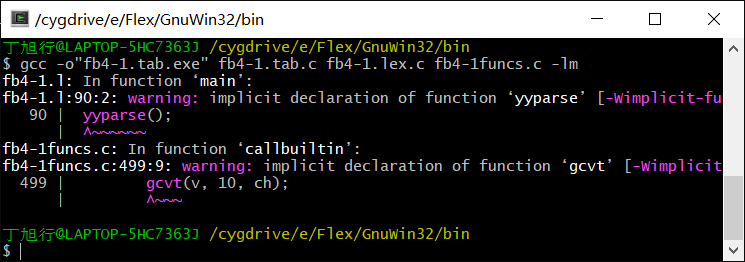 /cygdrive/e/Flex/GnuWin32/bin
丁旭行@LAPTOP-5HC7363J /cygdrive/e/Flex/GnuWin32/bin
$ gcc -o"fb4-1.tab.exe" fb4-1.tab.c fb4-1.lex.c fb4-1funcs.c -lm
fb4-1.l: In function ‘main’:
fb4-1.l:90:2: warning: implicit declaration of function ‘yyparse’ [-Wimplicit-fu
90 | yyparse();
| ^~~~~~~
fb4-1funcs.c: In function ‘callbuiltin’:
fb4-1funcs.c:499:9: warning: implicit declaration of function ‘gcvt’ [-Wimplicit
499 | gcvt(v, 10, ch);
| ^~~~
丁旭行@LAPTOP-5HC7363J /cygdrive/e/Flex/GnuWin32/bin
$